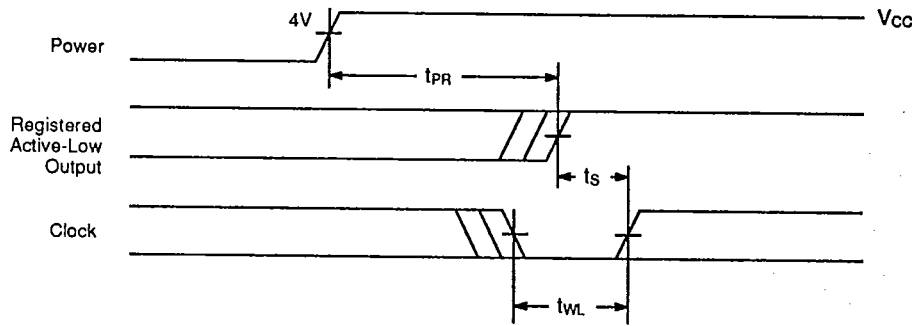 4V
VCC
Power
tPR
Registered
Active-Low
Output
tS
Clock
tWL